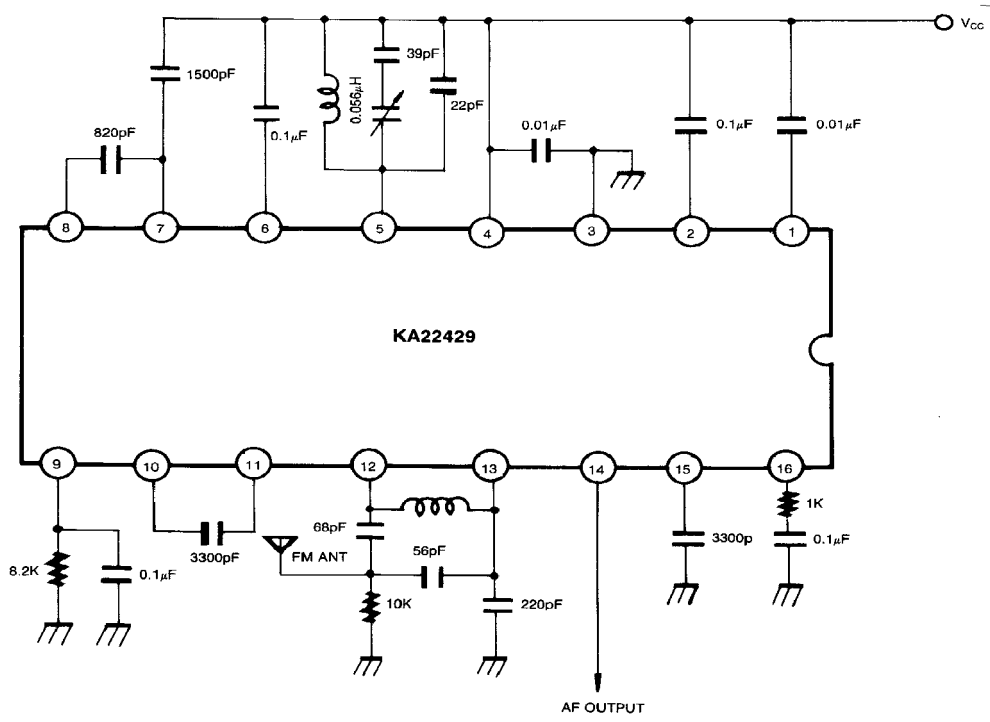 Vcc
39pF
1500pF
0.056μH
22pF
820pF
0.1μF
0.01μF
0.1μF
0.01μF
8
7
6
5
4
3
2
1
KA22429
9
10
11
12
13
14
15
16
1K
68pF
3300pF
FM ANT
56pF
3300p
0.1μF
8.2K
0.1μF
10K
220pF
AF OUTPUT